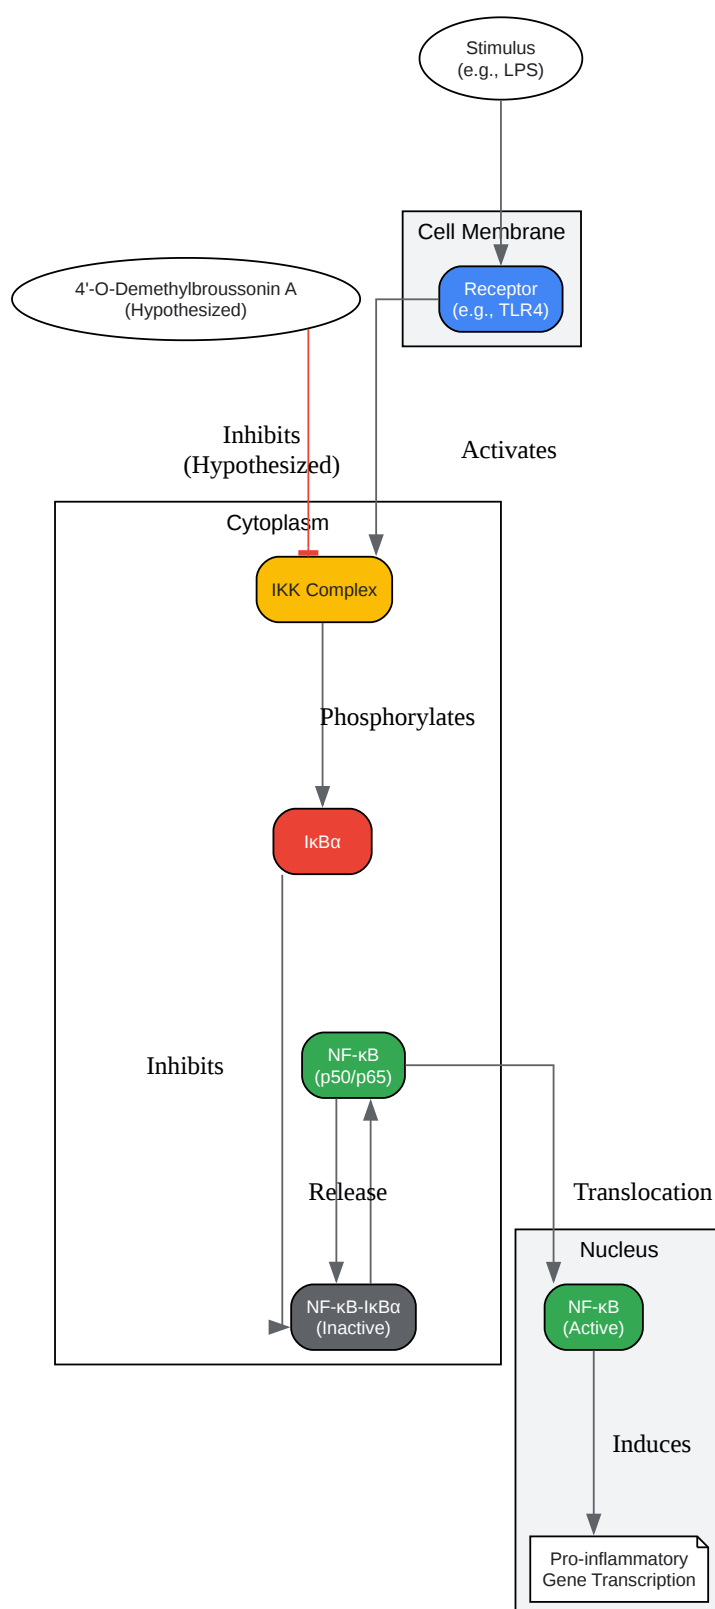 Stimulus
(e.g., LPS)
Cell Membrane
Receptor
(e.g., TLR4)
4'-O-Demethylbroussonin A
(Hypothesized)
Inhibits
(Hypothesized)
Activates
Cytoplasm
IKK Complex
Phosphorylates
IκBα
NF-κB
(p50/p65)
Inhibits
Release
Translocation
Nucleus
NF-κB-IκBα
(Inactive)
NF-κB
(Active)
Induces
Pro-inflammatory
Gene Transcription